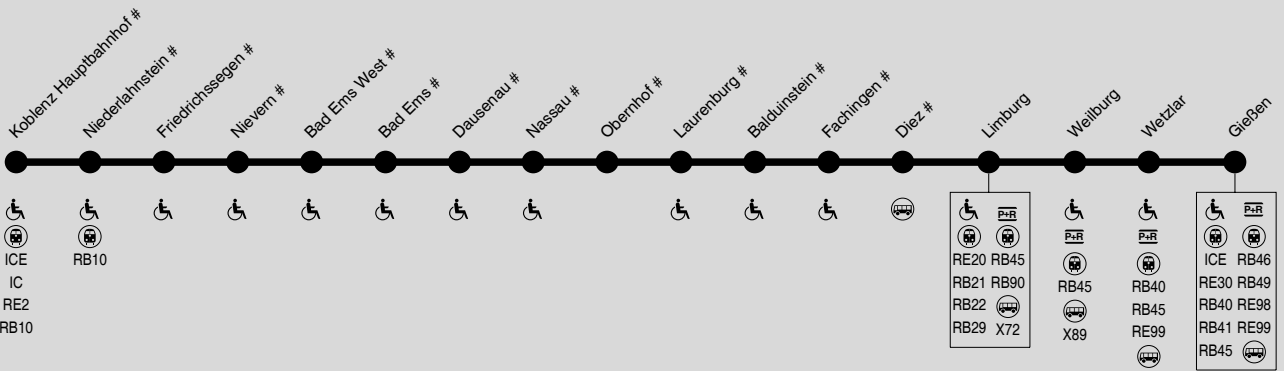 Koblenz Hauptbahnhof #
Niederlahnstein #
Friedrichssegen #
Nievern #
Bad Ems West #
Bad Ems #
Dausenau #
Nassau #
Obernhof #
Laurenburg #
Balduinstein #
Fachingen #
Diez #
Limburg
Weilburg
Wetzlar
Gießen
ICE
IC
RE2
RB10
RB10
P+R
RE20 RB45
RB21 RB90
RB22
RB29 X72
P+R
RB45
X89
P+R
RB40
RB45
RE99
P+R
ICE RB46
RE30 RB49
RB40 RE98
RB41 RE99
RB45